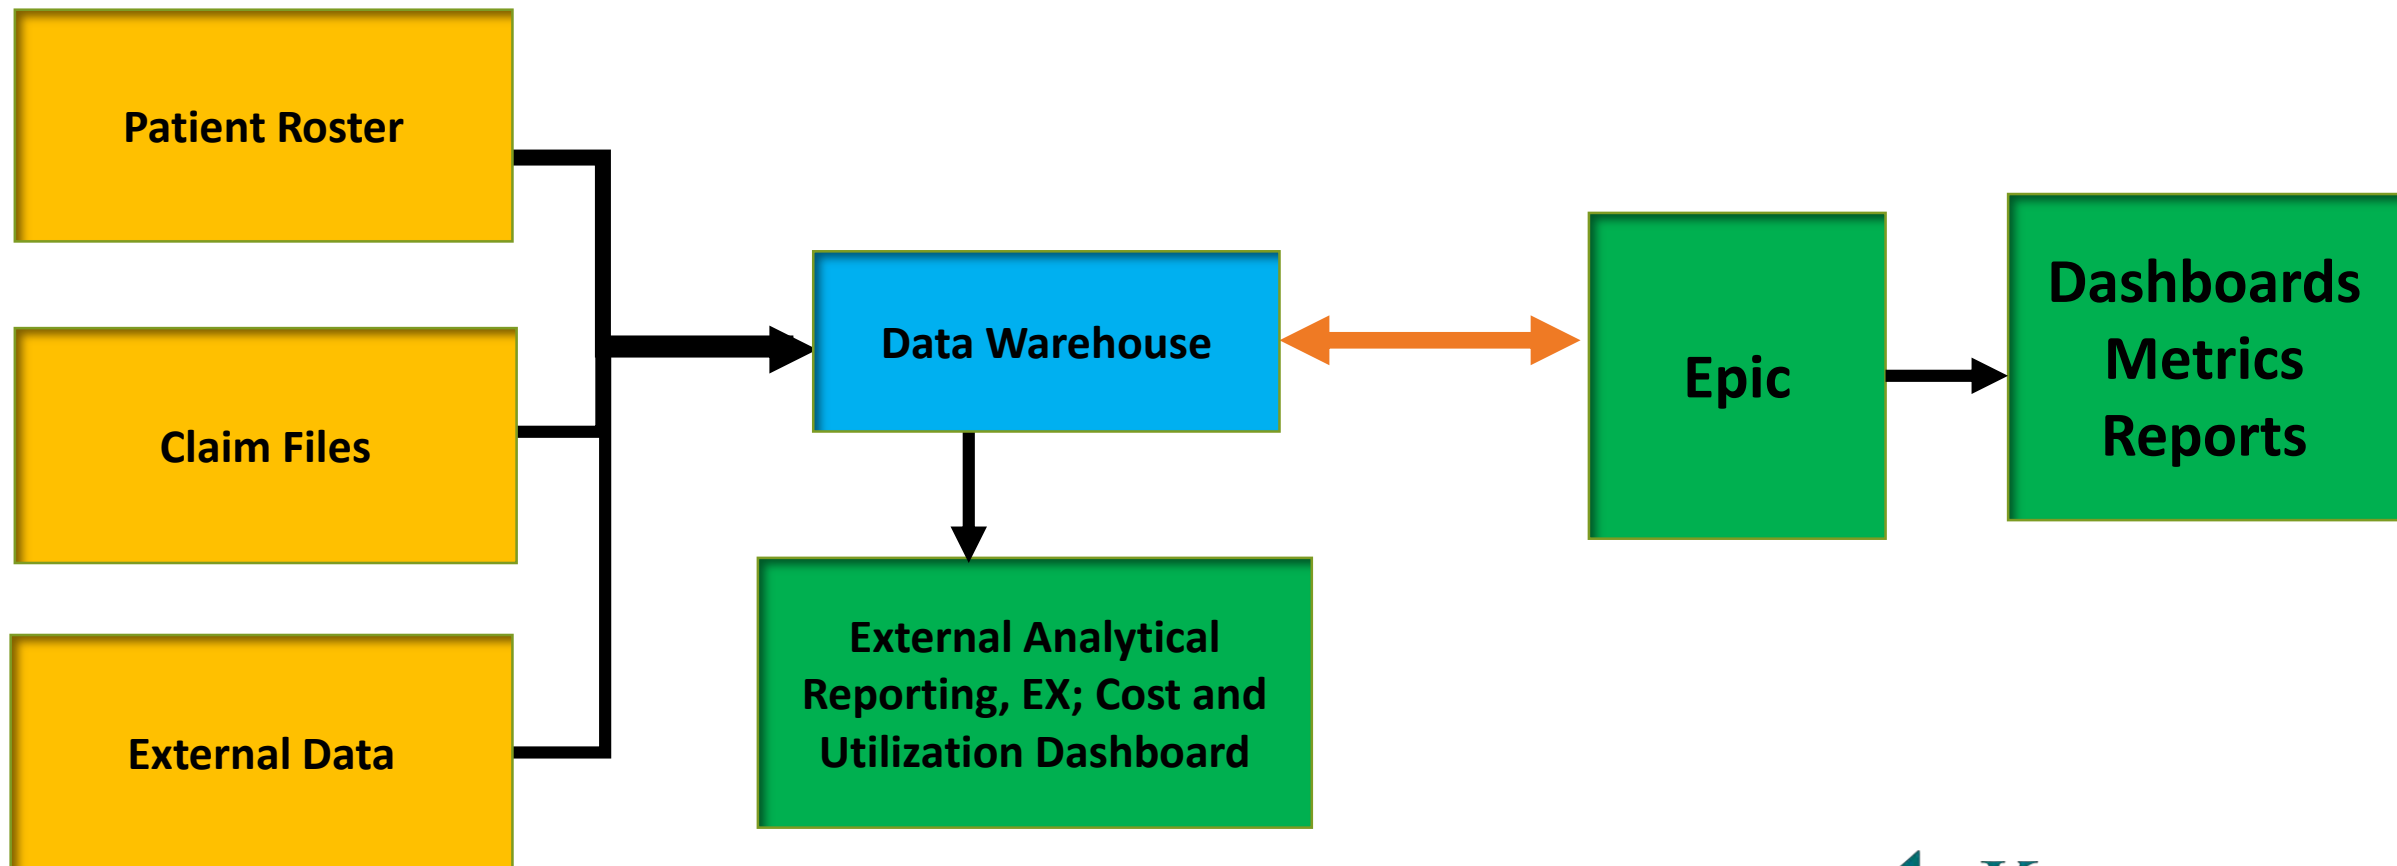 Patient Roster
Claim Files
External Data
Data Warehouse
External Analytical
Reporting, EX; Cost and
Utilization Dashboard
Epic
Dashboards
Metrics
Reports